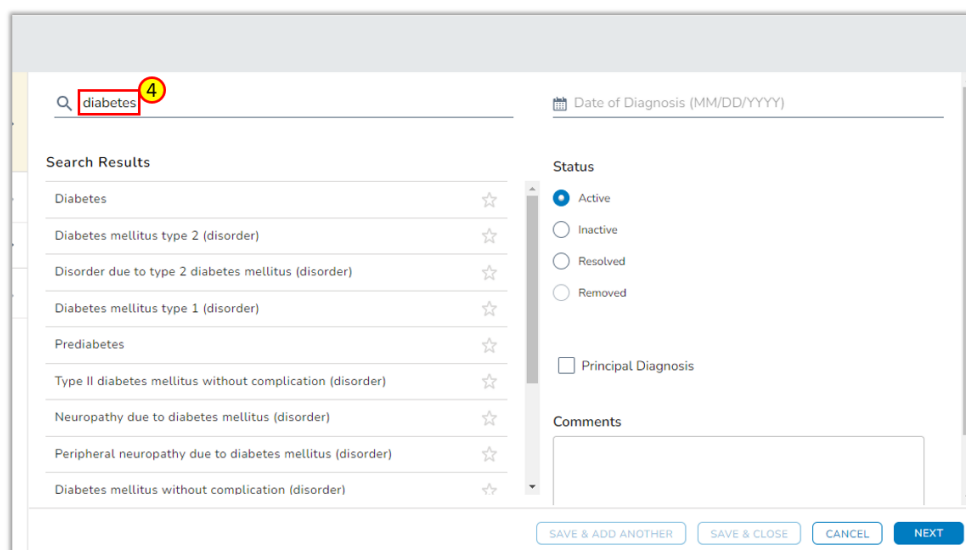 diabetes
4
Date of Diagnosis (MM/DD/YYYY)
Search Results
Diabetes
Diabetes mellitus type 2 (disorder)
Disorder due to type 2 diabetes mellitus (disorder)
Diabetes mellitus type 1 (disorder)
Prediabetes
Type II diabetes mellitus without complication (disorder)
Neuropathy due to diabetes mellitus (disorder)
Peripheral neuropathy due to diabetes mellitus (disorder)
Diabetes mellitus without complication (disorder)
Status
Active
Inactive
Resolved
Removed
Principal Diagnosis
Comments
SAVE & ADD ANOTHER
SAVE & CLOSE
CANCEL
NEXT